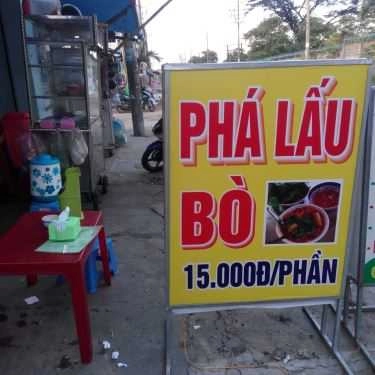 PHÁ LẤU
BÒ
15.000Đ/PHẦN